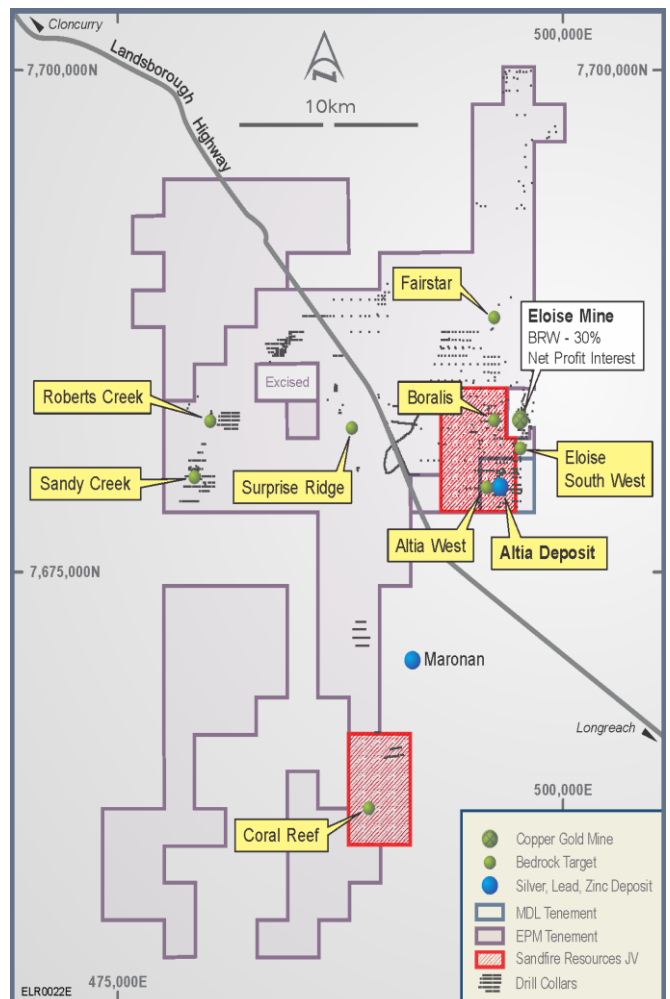 Cloncurry
500,000E
7,700,000N
7,700,000N
Landsborough Highway
N
10km
Fairstar
Eloise Mine
BRW - 30%
Net Profit Interest
Excised
Boralis
Roberts Creek
Surprise Ridge
Sandy Creek
Eloise
South West
Altia West
Altia Deposit
7,675,000N
Maronan
Longreach
500,000E
Coral Reef
Copper Gold Mine
Bedrock Target
Silver, Lead, Zinc Deposit
MDL Tenement
EPM Tenement
Sandfire Resources JV
Drill Collars
475,000E
ELR0022E